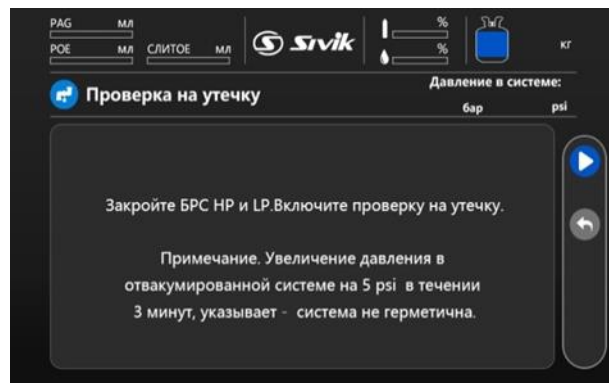 PAG мл
POE мл СЛИТОЕ мл
Sivik
%
%
кг
Проверка на утечку
Давление в системе:
бар psi
Закройте БРС HP и LP.Включите проверку на утечку.
Примечание. Увеличение давления в
отвакумированной системе на 5 psi в течении
3 минут, указывает - система не герметична.